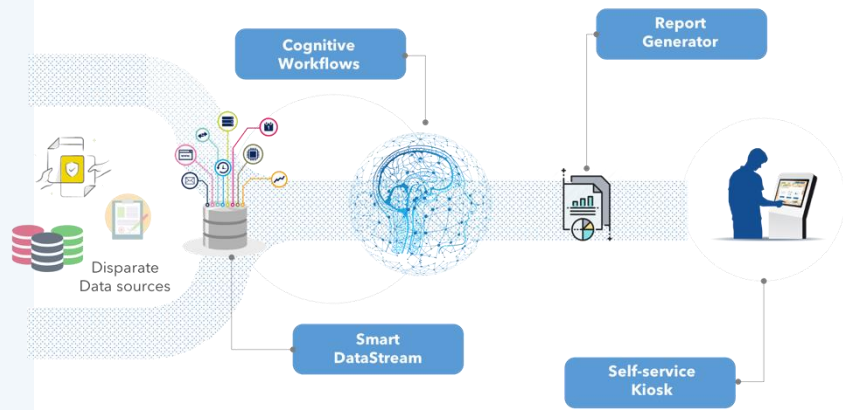 Cognitive
Workflows
Report
Generator
Disparate
Data sources
Smart
DataStream
Self-service
Kiosk